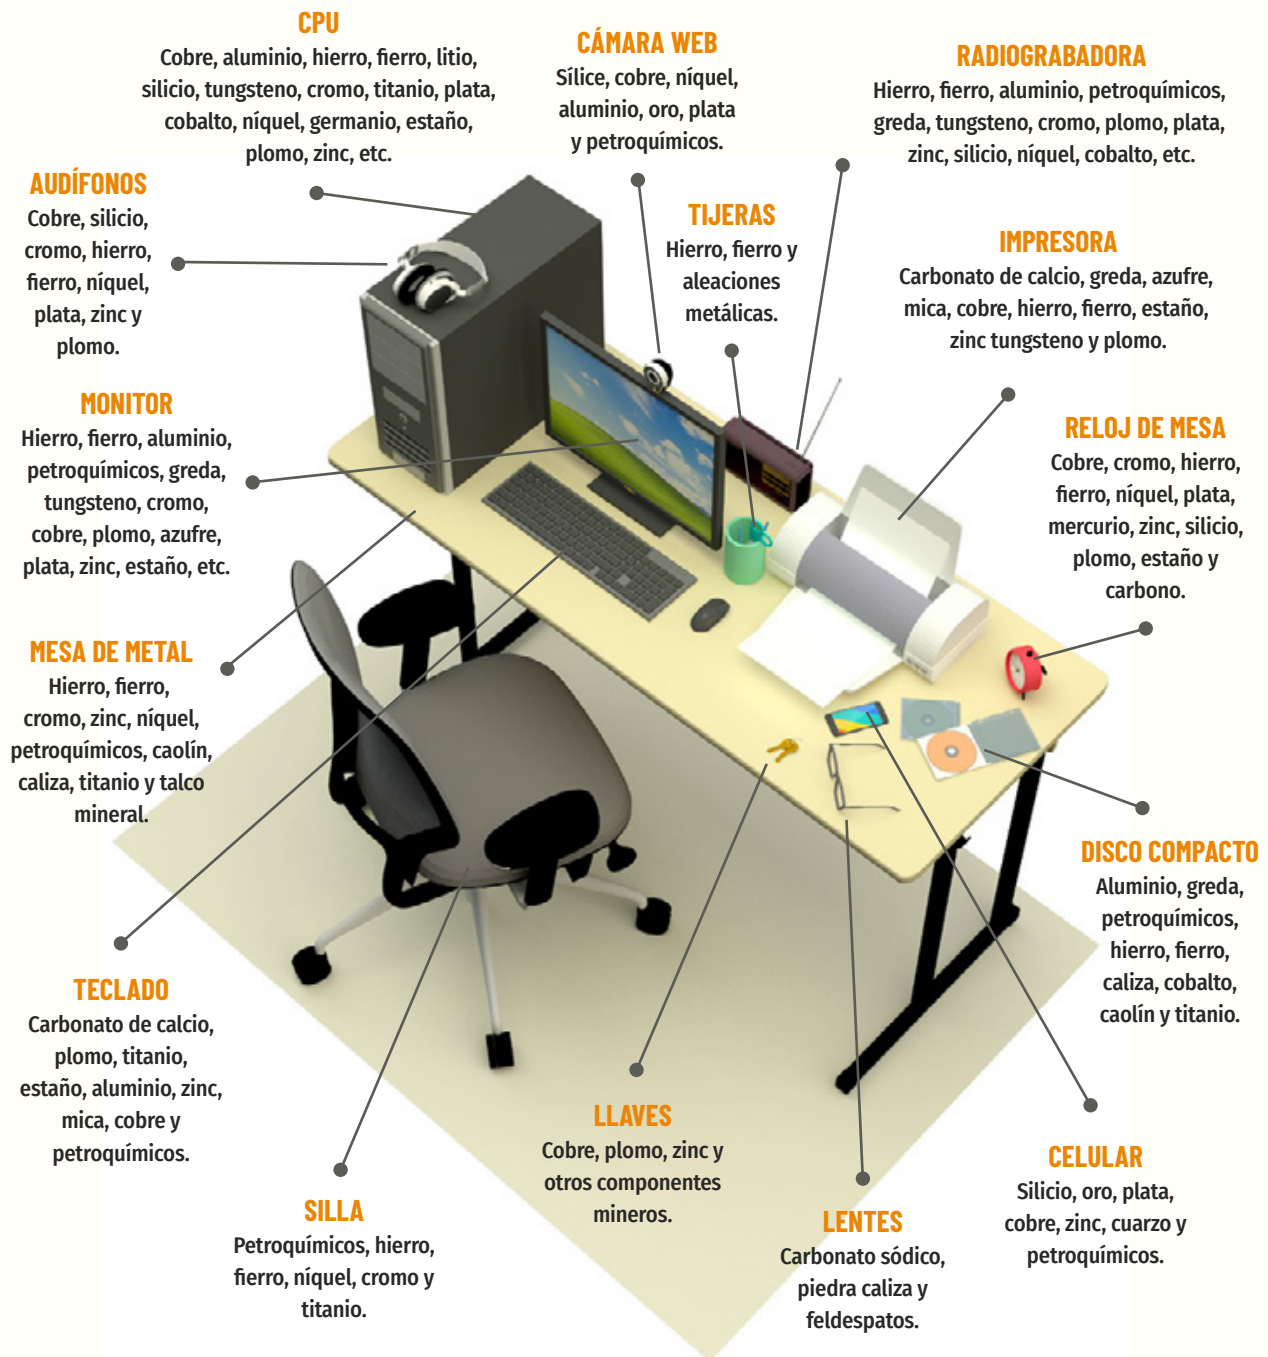 CPU
Cobre, aluminio, hierro, fierro, litio,
silicio, tungsteno, cromo, titanio, plata,
cobalto, níquel, germanio, estaño,
plomo, zinc, etc.
CÁMARA WEB
Sílice, cobre, níquel,
aluminio, oro, plata
y petroquímicos.
RADIOGRABADORA
Hierro, fierro, aluminio, petroquímicos,
greda, tungsteno, cromo, plomo, plata,
zinc, silicio, níquel, cobalto, etc.
AUDÍFONOS
Cobre, silicio,
cromo, hierro,
fierro, níquel,
plata, zinc y
plomo.
TIJERAS
Hierro, fierro y
aleaciones
metálicas.
IMPRESORA
Carbonato de calcio, greda, azufre,
mica, cobre, hierro, fierro, estaño,
zinc tungsteno y plomo.
MONITOR
Hierro, fierro, aluminio,
petroquímicos, greda,
tungsteno, cromo,
cobre, plomo, azufre,
plata, zinc, estaño, etc.
RELOJ DE MESA
Cobre, cromo, hierro,
fierro, níquel, plata,
mercurio, zinc, silicio,
plomo, estaño y
carbono.
MESA DE METAL
Hierro, fierro,
cromo, zinc, níquel,
petroquímicos, caolín,
caliza, titanio y talco
mineral.
DISCO COMPACTO
Aluminio, greda,
petroquímicos,
hierro, fierro,
caliza, cobalto,
caolín y titanio.
TECLADO
Carbonato de calcio,
plomo, titanio,
estaño, aluminio, zinc,
mica, cobre y
petroquímicos.
LLAVES
Cobre, plomo, zinc y
otros componentes
mineros.
CELULAR
Silicio, oro, plata,
cobre, zinc, cuarzo y
petroquímicos.
SILLA
Petroquímicos, hierro,
fierro, níquel, cromo y
titanio.
LENTES
Carbonato sódico,
piedra caliza y
feldespatos.